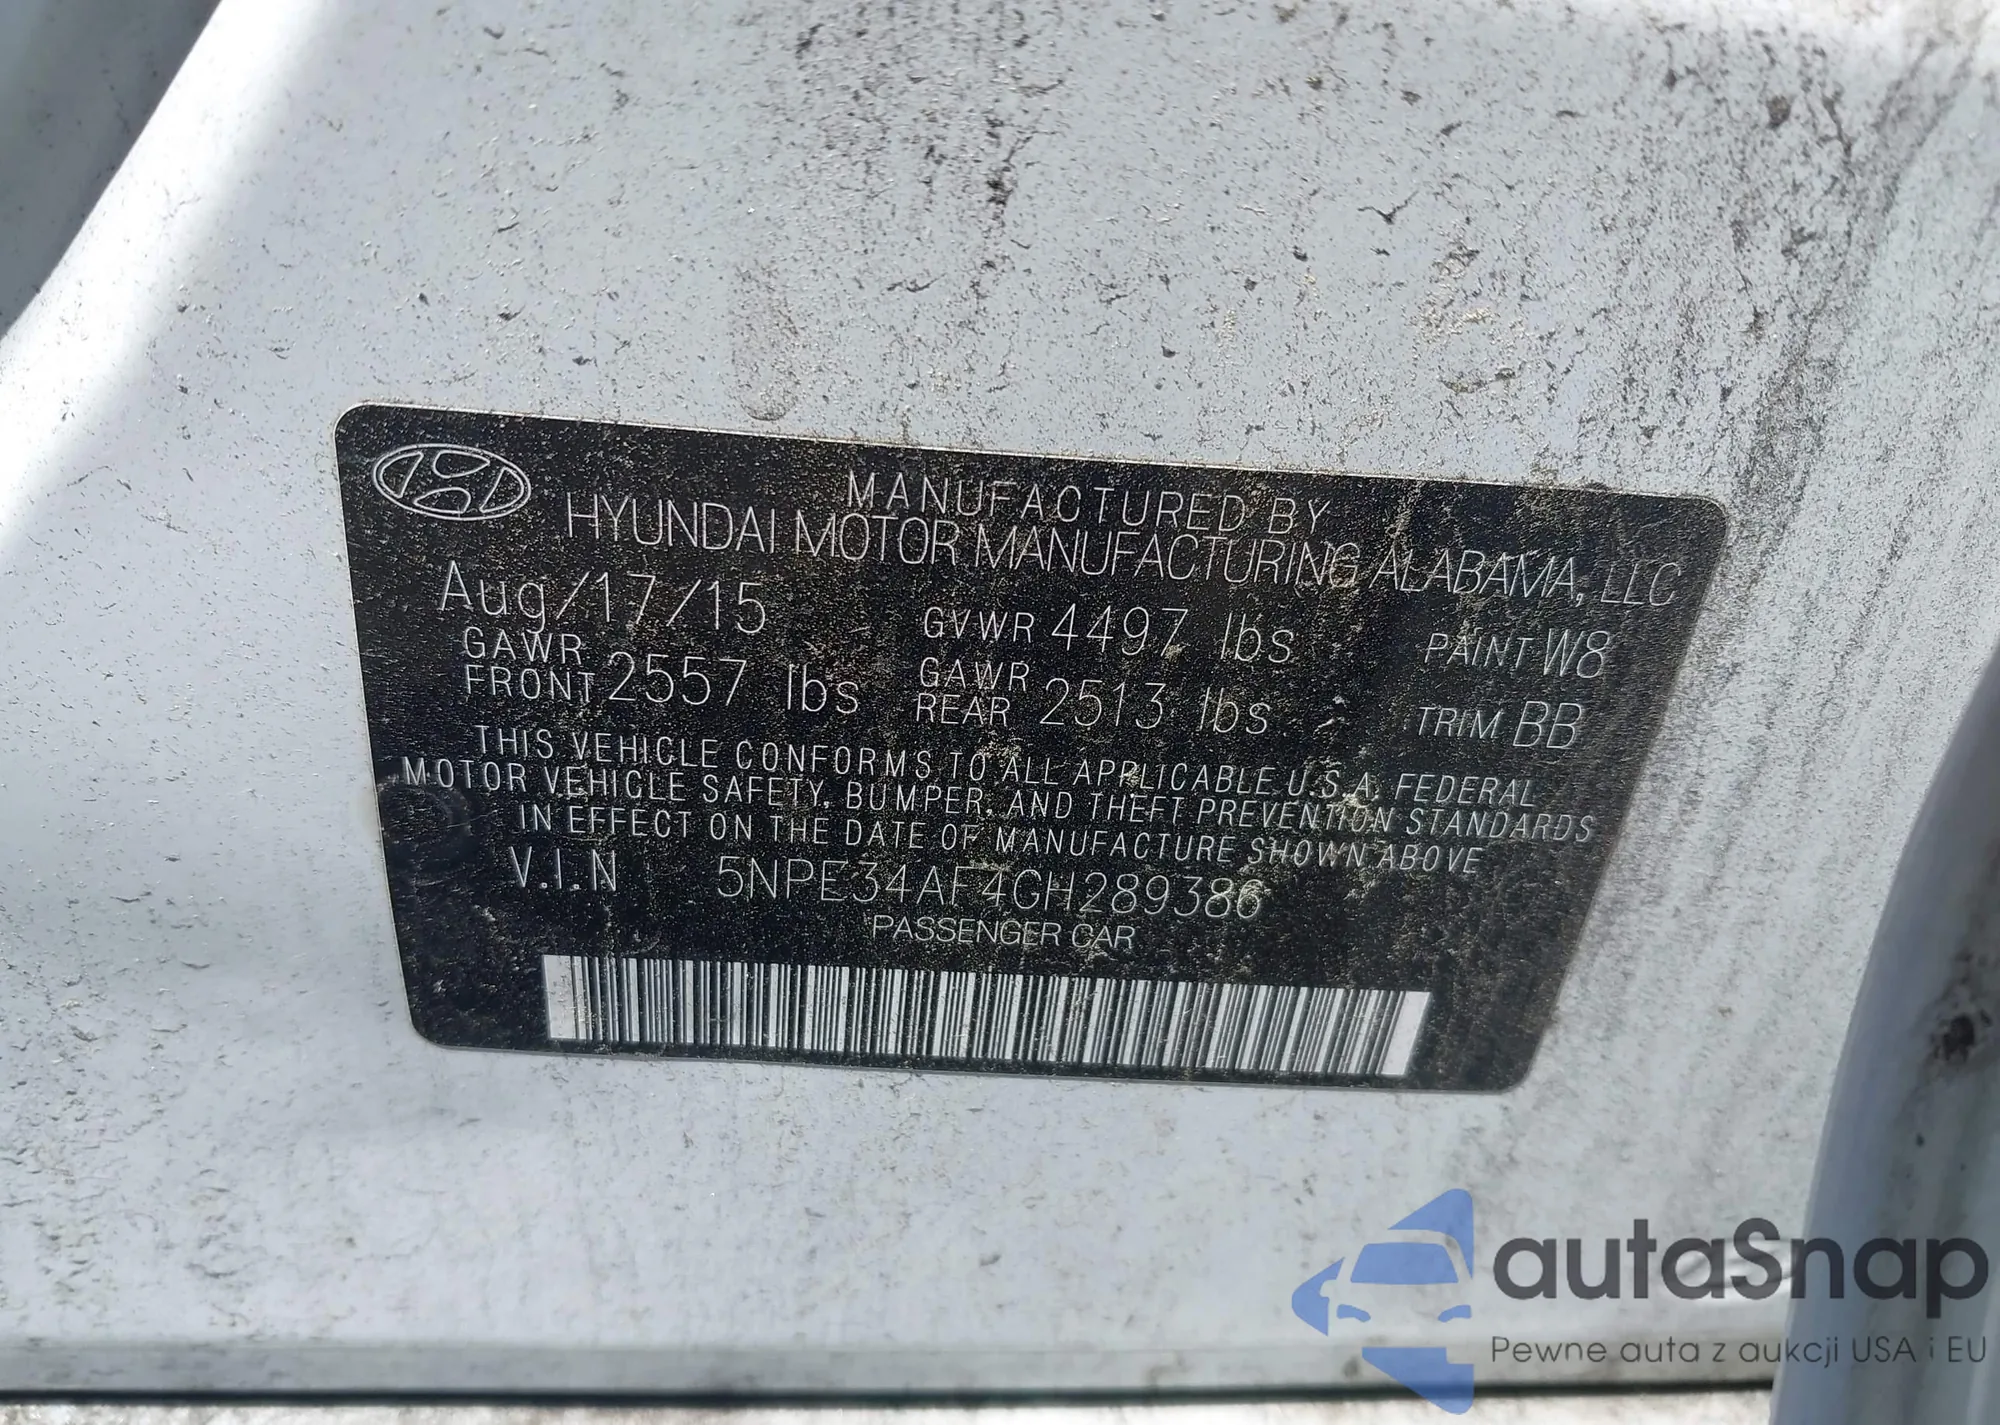 MANUFACTURED BY
HYUNDAI MOTOR MANUFACTURING ALABAMA, LLC
Aug/17/15 GVWR 4497 lbs PAINT W8
GAWR FRONT 2557 lbs GAWR REAR 2513 lbs TRIM BB
THIS VEHICLE CONFORMS TO ALL APPLICABLE U.S.A. FEDERAL
MOTOR VEHICLE SAFETY, BUMPER, AND THEFT PREVENTION STANDARDS
IN EFFECT ON THE DATE OF MANUFACTURE SHOWN ABOVE
V.I.N 5NPE34AF4GH289386
PASSENGER CAR
autaSnap
Pewne auta z aukcji USA i EU